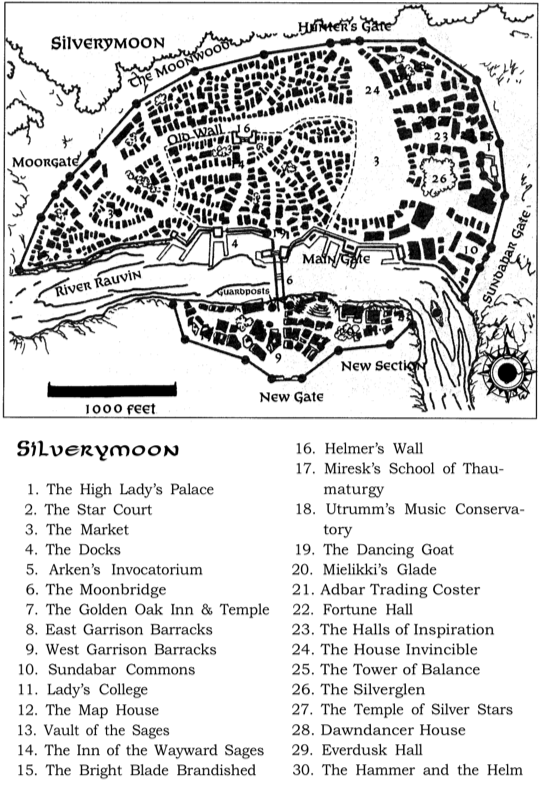 Hunter's Gate
Silverymoon
The Moonwood
24
Old Wall
16
23
1
Moorgate
3
26
3
4
10
Main Gate
Sundabar Gate
River Rauvin
6
Guardposts
9
New Section
1000 feet
New Gate
Silverymoon
1. The High Lady's Palace
2. The Star Court
3. The Market
4. The Docks
5. Arken's Invocatorium
6. The Moonbridge
7. The Golden Oak Inn & Temple
8. East Garrison Barracks
9. West Garrison Barracks
10. Sundabar Commons
11. Lady's College
12. The Map House
13. Vault of the Sages
14. The Inn of the Wayward Sages
15. The Bright Blade Brandished
16. Helmer's Wall
17. Miresk's School of Thau-
maturgy
18. Utrumm's Music Conserva-
tory
19. The Dancing Goat
20. Mielikki's Glade
21. Adbar Trading Coster
22. Fortune Hall
23. The Halls of Inspiration
24. The House Invincible
25. The Tower of Balance
26. The Silverglen
27. The Temple of Silver Stars
28. Dawndancer House
29. Everdusk Hall
30. The Hammer and the Helm